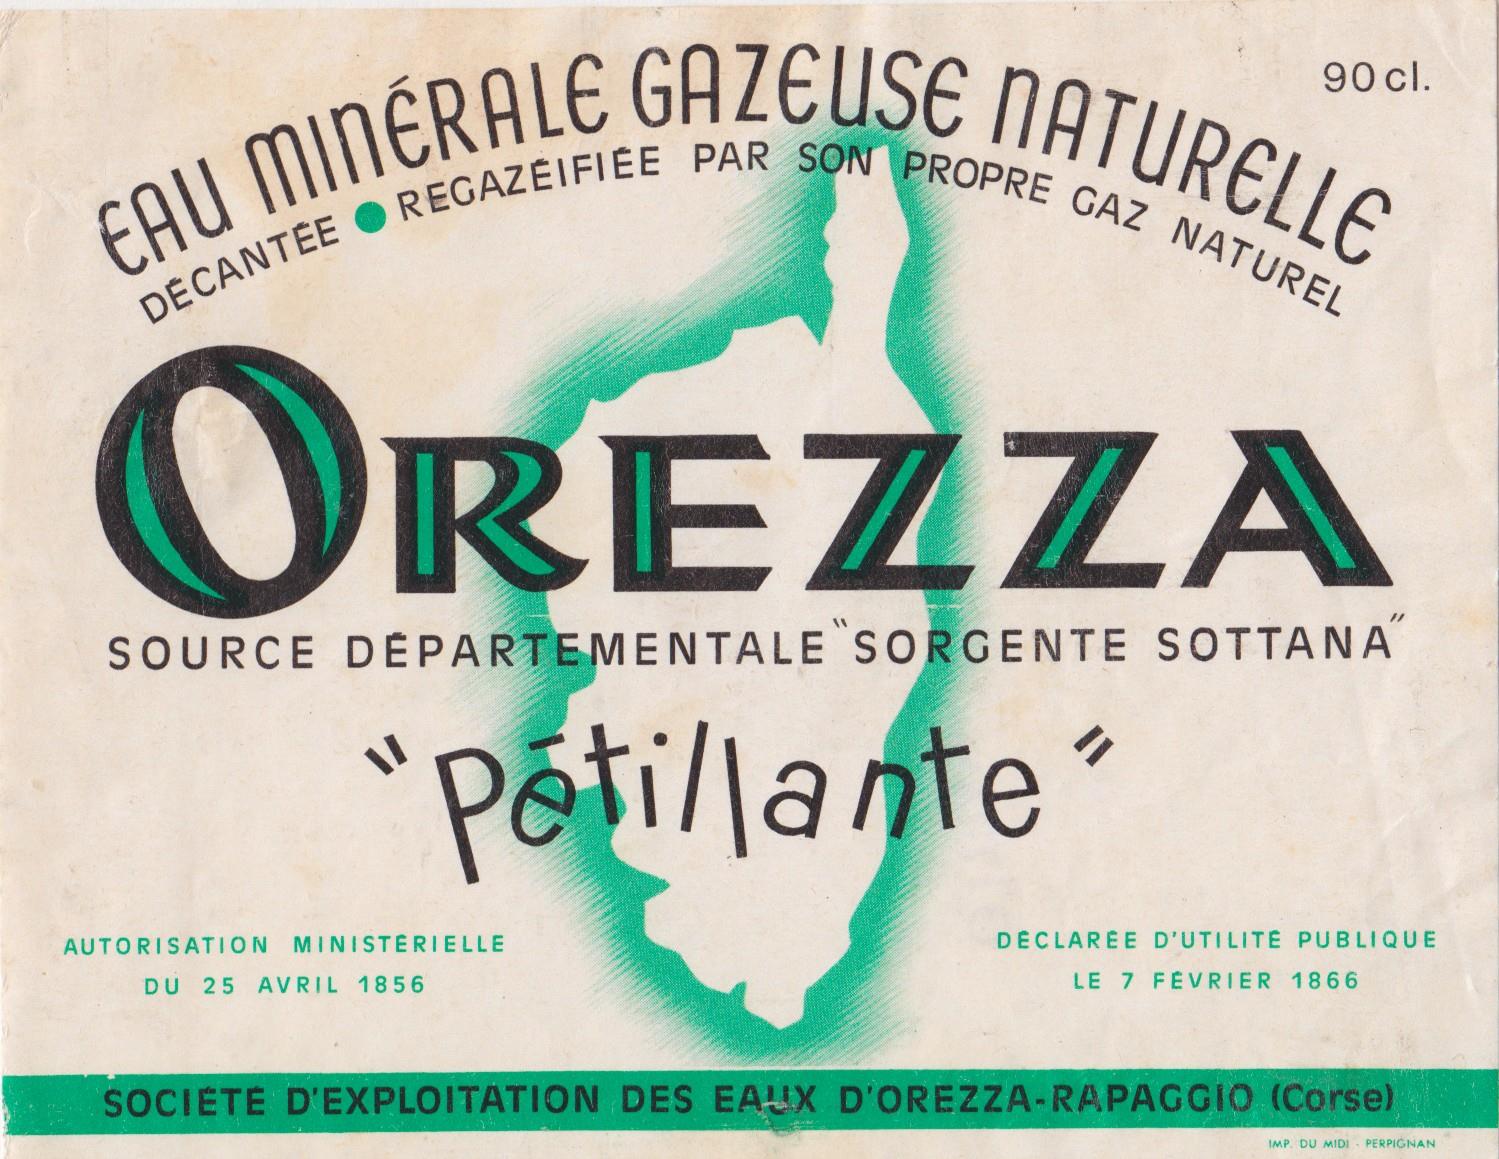 90 cl.
EAU MINÉRALE GAZEUSE NATURELLE
DÉCANTÉE ● REGAZÉIFIÉE PAR SON PROPRE GAZ NATUREL
OREZZA
SOURCE DÉPARTEMENTALE "SORGENTE SOTTANA"
"Pétillante"
AUTORISATION MINISTÉRIELLE
DU 25 AVRIL 1856
DÉCLARÉE D'UTILITÉ PUBLIQUE
LE 7 FÉVRIER 1866
SOCIÉTÉ D'EXPLOITATION DES EAUX D'OREZZA-RAPAGGIO (Corse)
IMP. DU MIDI - PERPIGNAN